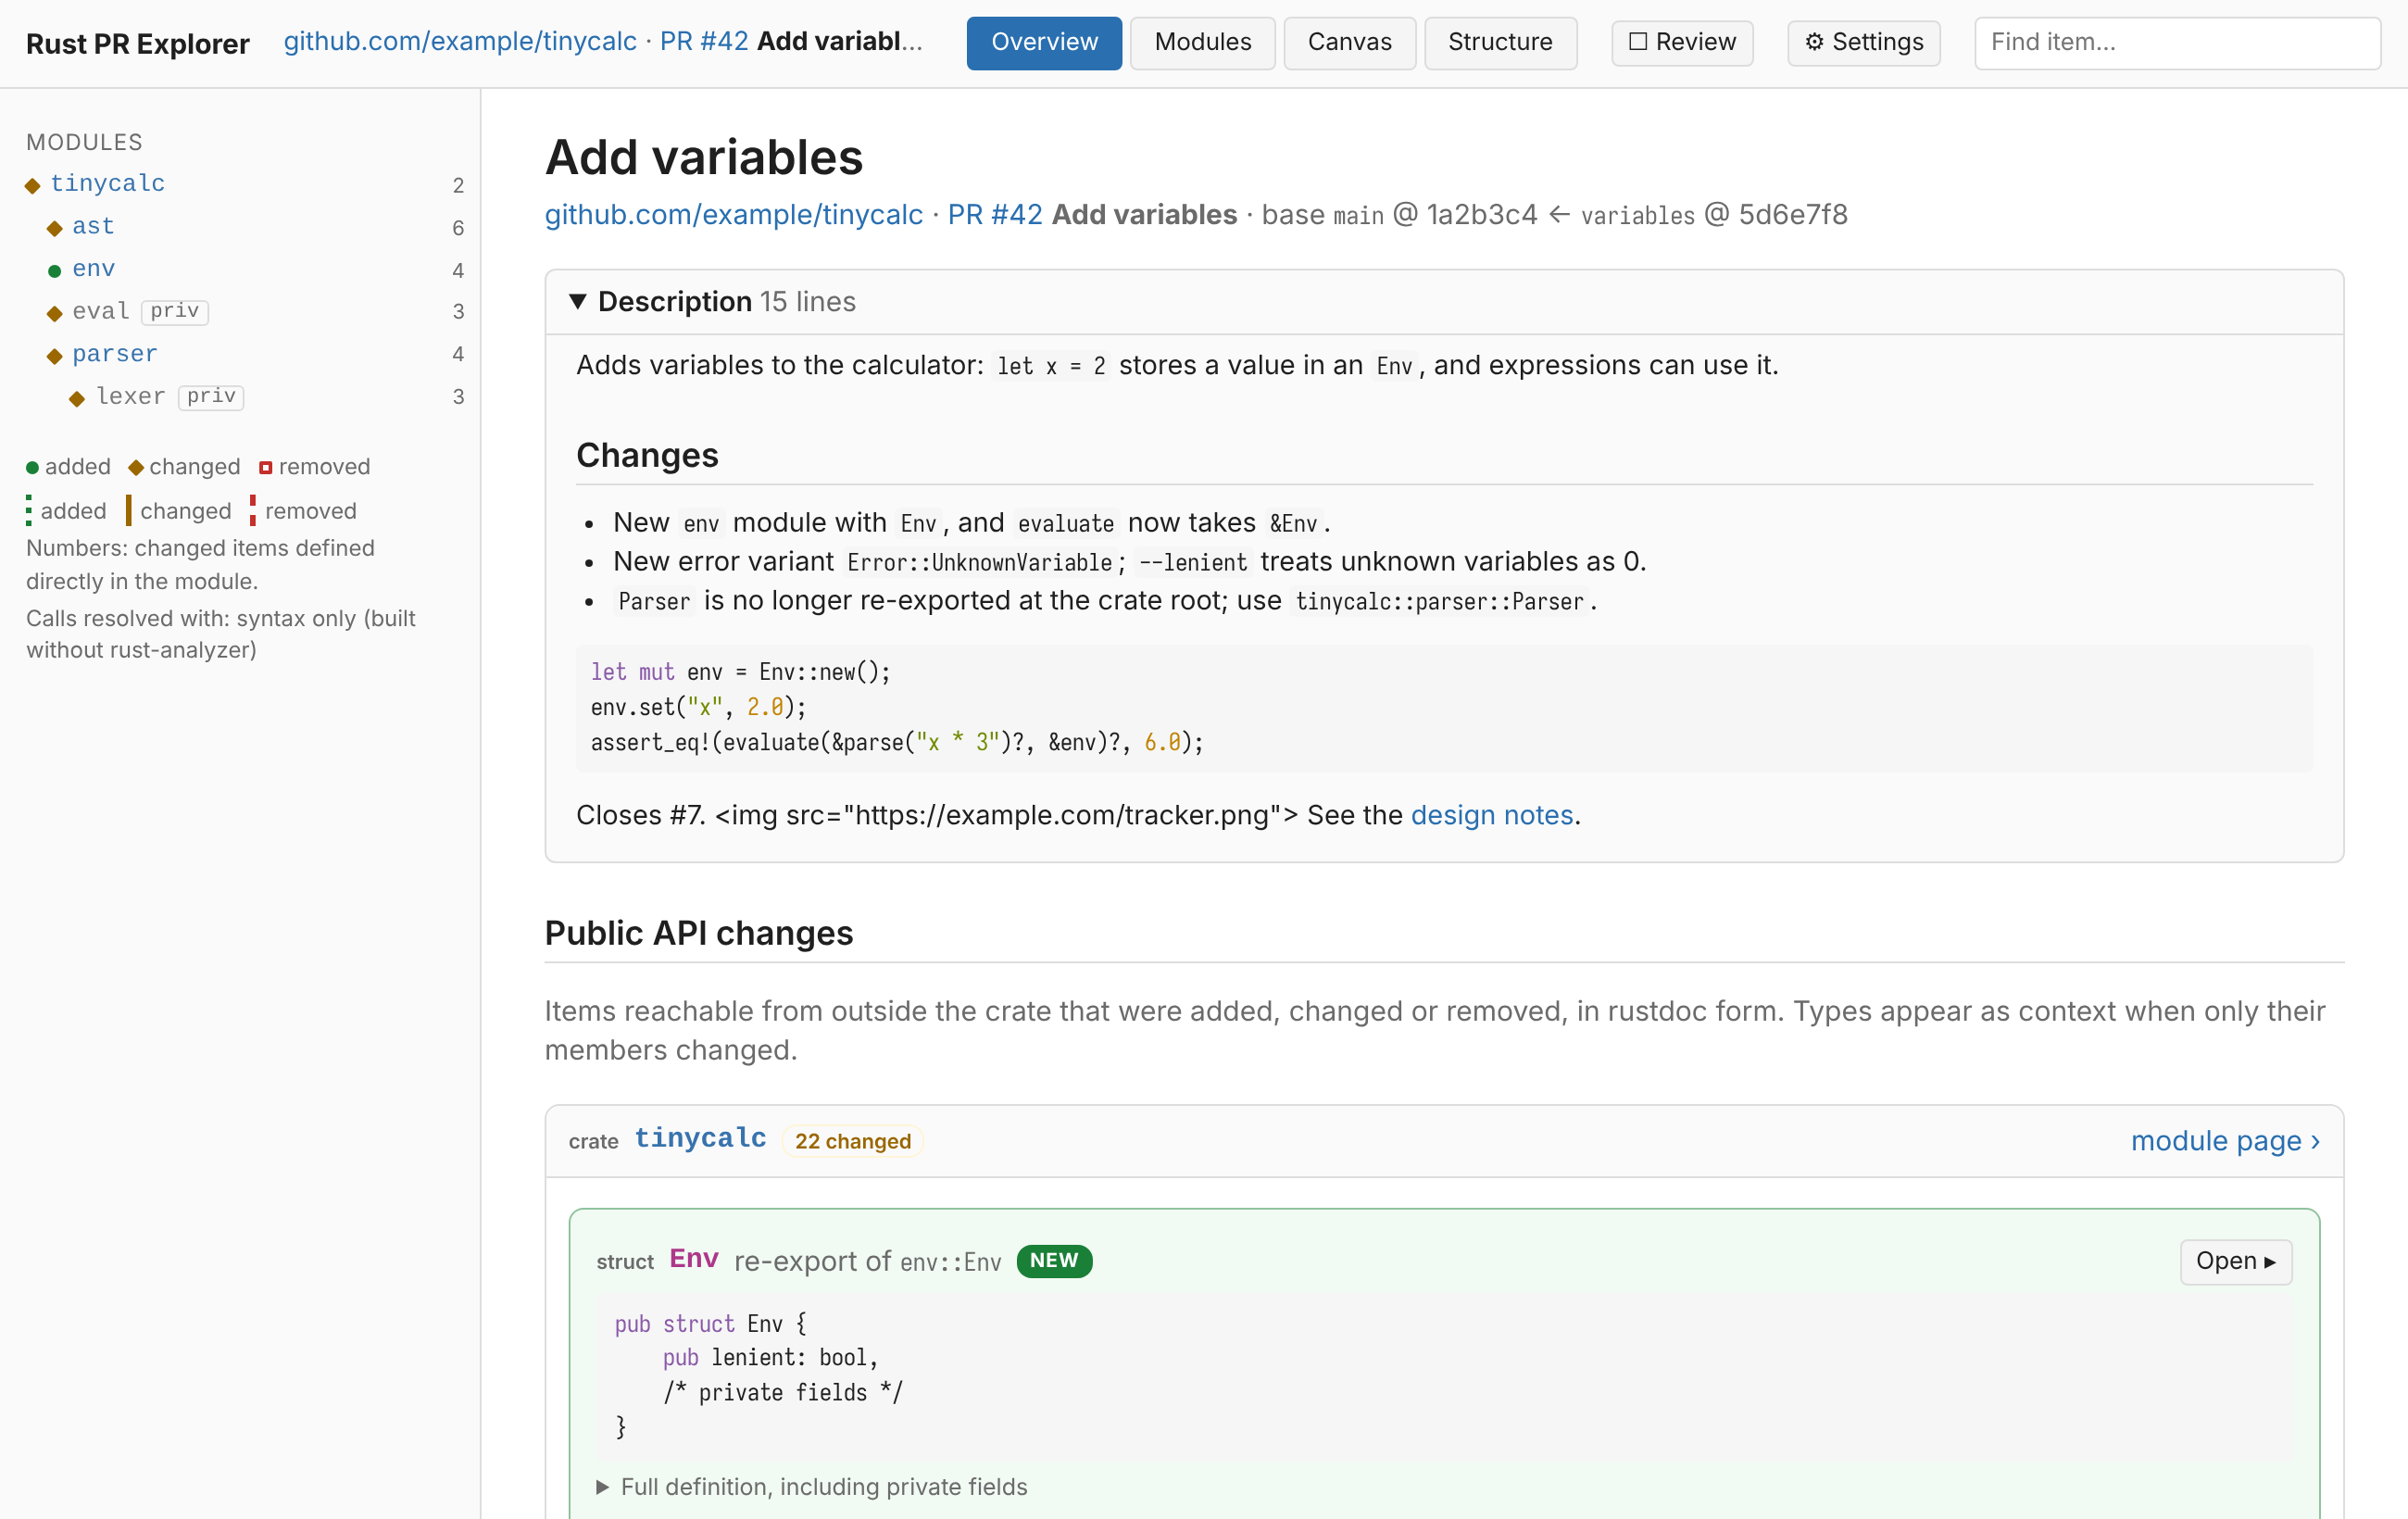 Rust PR Explorer github.com/example/tinycalc · PR #42 Add variabl… Overview Modules Canvas Structure ☐ Review ⚙ Settings Find item…
MODULES
tinycalc 2
ast 6
env 4
eval priv 3
parser 4
lexer priv 3
added changed removed
added changed removed
Numbers: changed items defined
directly in the module.
Calls resolved with: syntax only (built
without rust-analyzer)
Add variables
github.com/example/tinycalc · PR #42 Add variables · base main @ 1a2b3c4 ← variables @ 5d6e7f8
▼ Description 15 lines
Adds variables to the calculator: let x = 2 stores a value in an Env, and expressions can use it.
Changes
• New env module with Env, and evaluate now takes &Env.
• New error variant Error::UnknownVariable; --lenient treats unknown variables as 0.
• Parser is no longer re-exported at the crate root; use tinycalc::parser::Parser.
let mut env = Env::new();
env.set("x", 2.0);
assert_eq!(evaluate(&parse("x * 3")?, &env)?, 6.0);
Closes #7. <img src="https://example.com/tracker.png"> See the design notes.
Public API changes
Items reachable from outside the crate that were added, changed or removed, in rustdoc form. Types appear as context when only their
members changed.
crate tinycalc 22 changed module page ›
struct Env re-export of env::Env NEW Open ▸
pub struct Env {
    pub lenient: bool,
    /* private fields */
}
▶ Full definition, including private fields